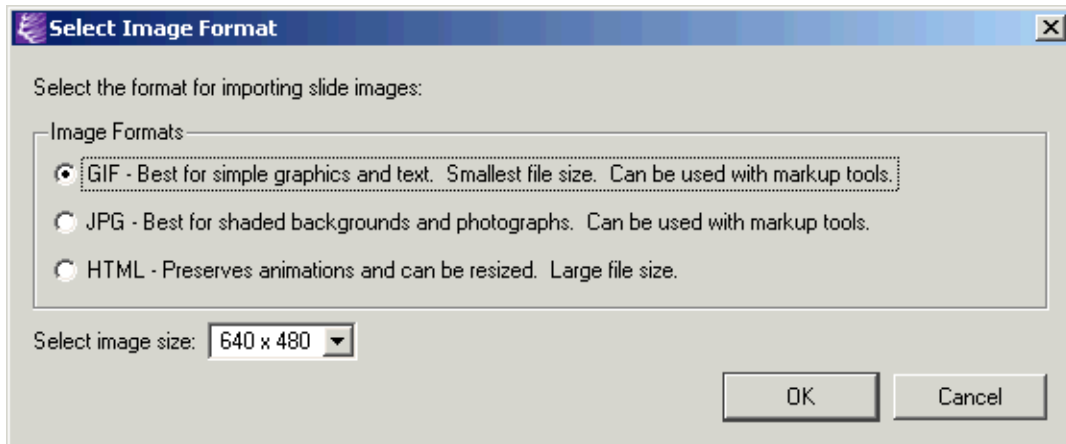 Select Image Format
Select the format for importing slide images:
Image Formats
GIF - Best for simple graphics and text.  Smallest file size.  Can be used with markup tools.
JPG - Best for shaded backgrounds and photographs.  Can be used with markup tools.
HTML - Preserves animations and can be resized.  Large file size.
Select image size: 640 x 480
OK Cancel